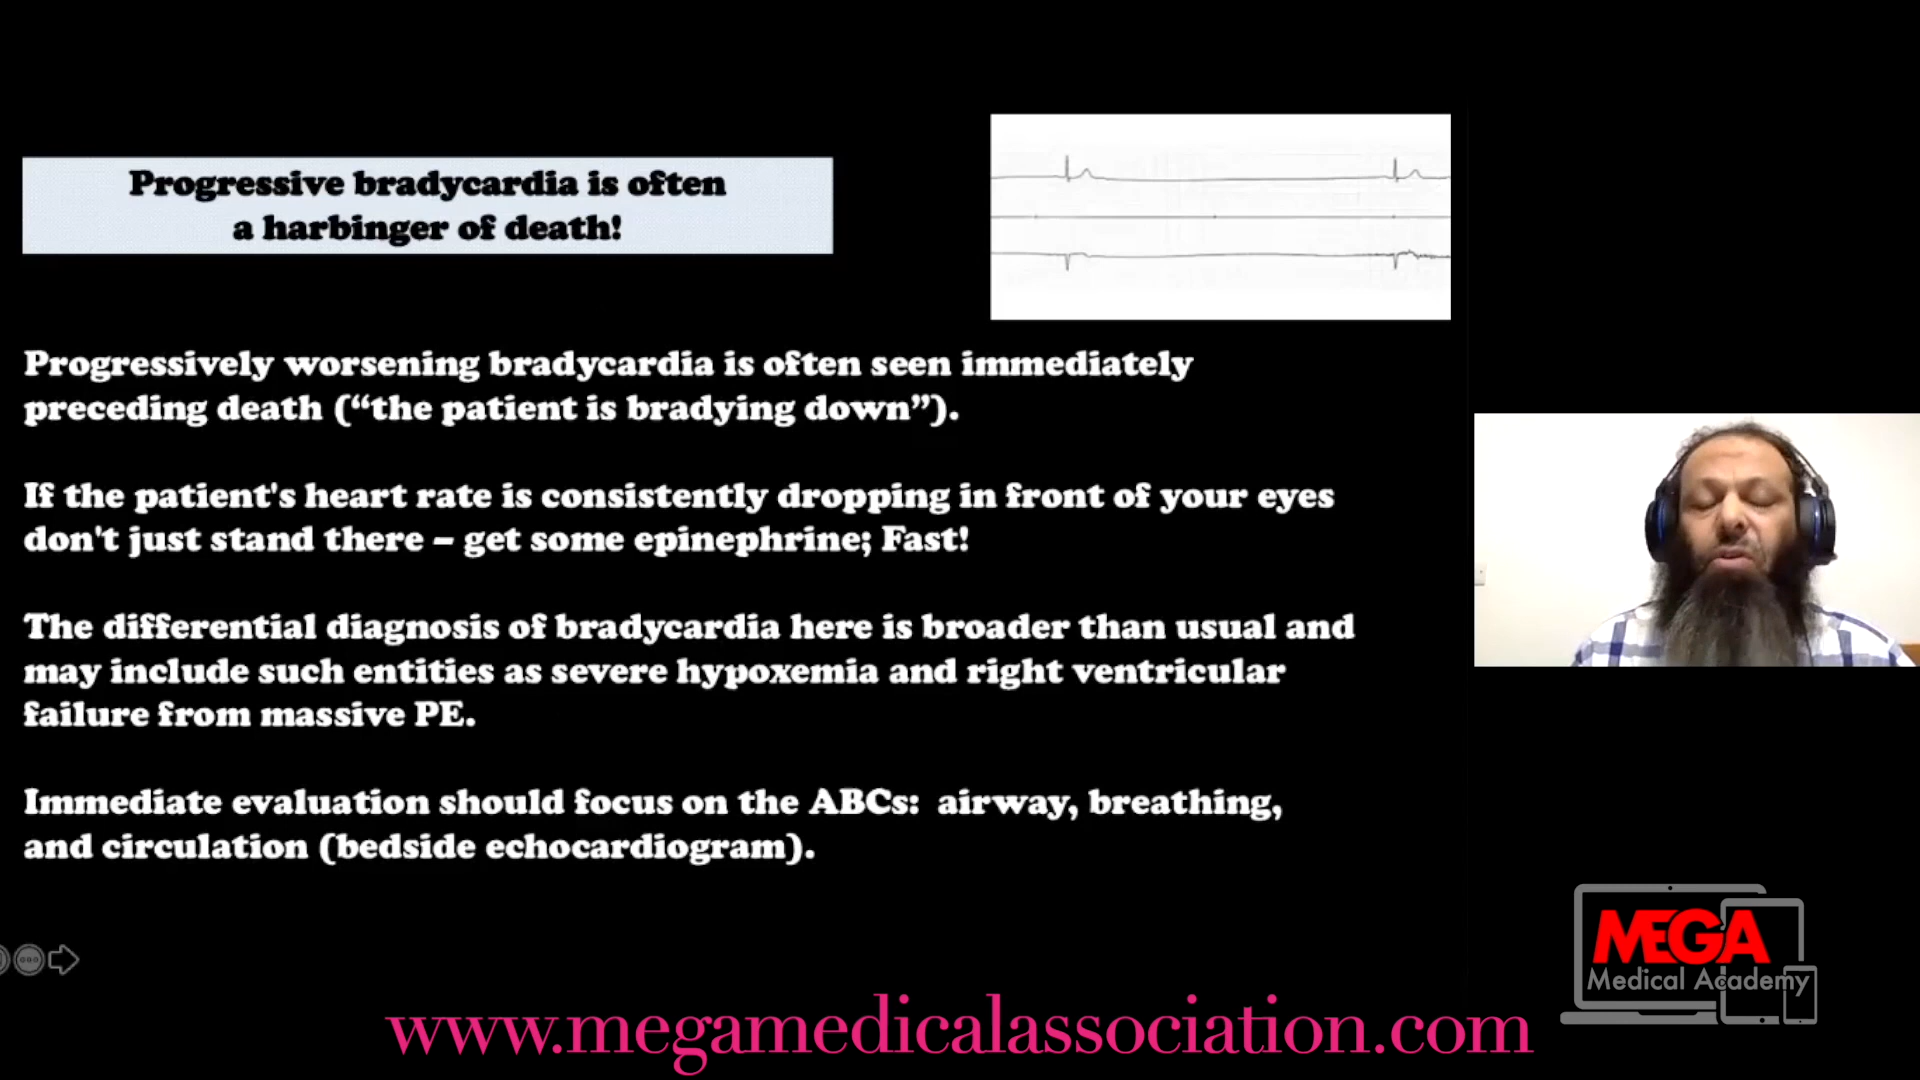 Progressive bradycardia is often
a harbinger of death!
Progressively worsening bradycardia is often seen immediately
preceding death (“the patient is bradying down”).
If the patient's heart rate is consistently dropping in front of your eyes
don't just stand there – get some epinephrine; Fast!
The differential diagnosis of bradycardia here is broader than usual and
may include such entities as severe hypoxemia and right ventricular
failure from massive PE.
Immediate evaluation should focus on the ABCs:  airway, breathing,
and circulation (bedside echocardiogram).
MEGA
Medical Academy
www.megamedicalassociation.com